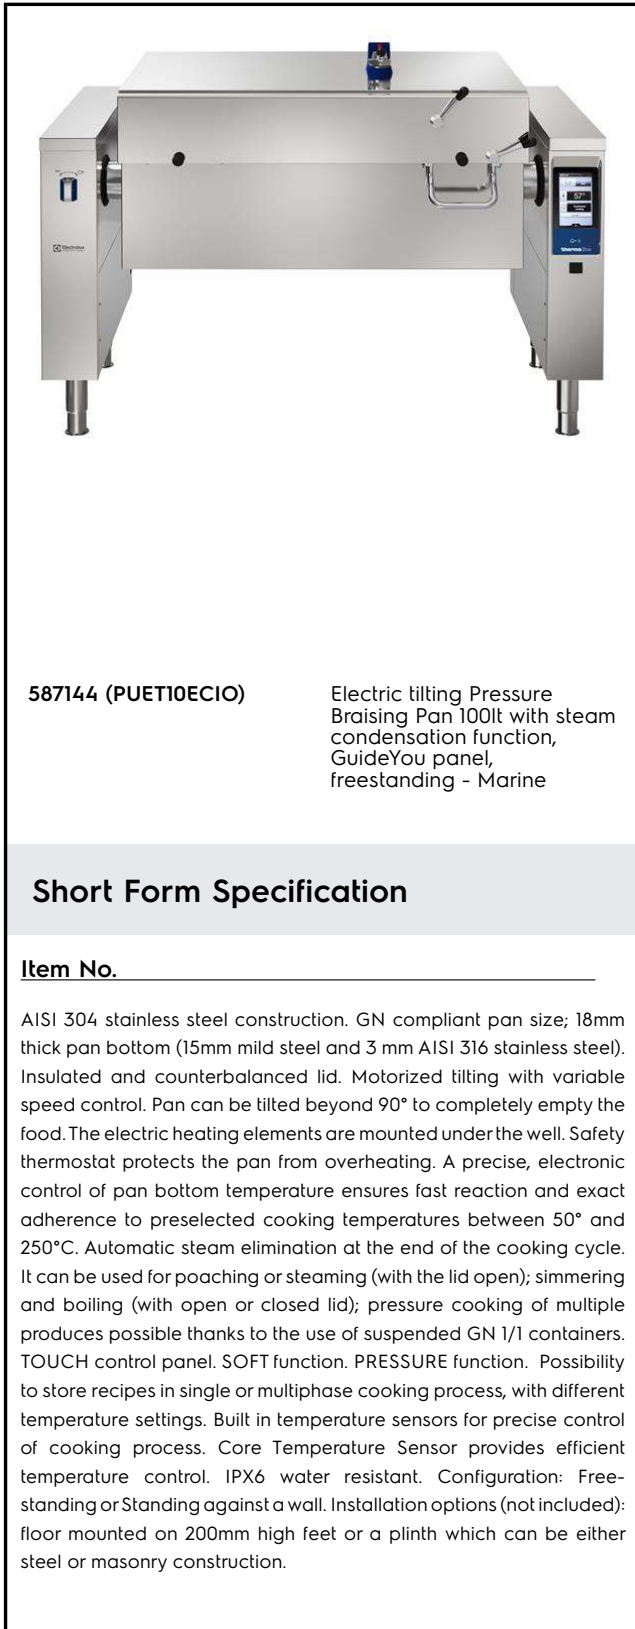 Electrolux
57°
thermaline
587144 (PUET10ECIO)
Electric tilting Pressure
Braising Pan 100lt with steam
condensation function,
GuideYou panel,
freestanding - Marine
Short Form Specification
Item No.
AISI 304 stainless steel construction. GN compliant pan size; 18mm
thick pan bottom (15mm mild steel and 3 mm AISI 316 stainless steel).
Insulated and counterbalanced lid. Motorized tilting with variable
speed control. Pan can be tilted beyond 90° to completely empty the
food. The electric heating elements are mounted under the well. Safety
thermostat protects the pan from overheating. A precise, electronic
control of pan bottom temperature ensures fast reaction and exact
adherence to preselected cooking temperatures between 50° and
250°C. Automatic steam elimination at the end of the cooking cycle.
It can be used for poaching or steaming (with the lid open); simmering
and boiling (with open or closed lid); pressure cooking of multiple
produces possible thanks to the use of suspended GN 1/1 containers.
TOUCH control panel. SOFT function. PRESSURE function. Possibility
to store recipes in single or multiphase cooking process, with different
temperature settings. Built in temperature sensors for precise control
of cooking process. Core Temperature Sensor provides efficient
temperature control. IPX6 water resistant. Configuration: Free-
standing or Standing against a wall. Installation options (not included):
floor mounted on 200mm high feet or a plinth which can be either
steel or masonry construction.